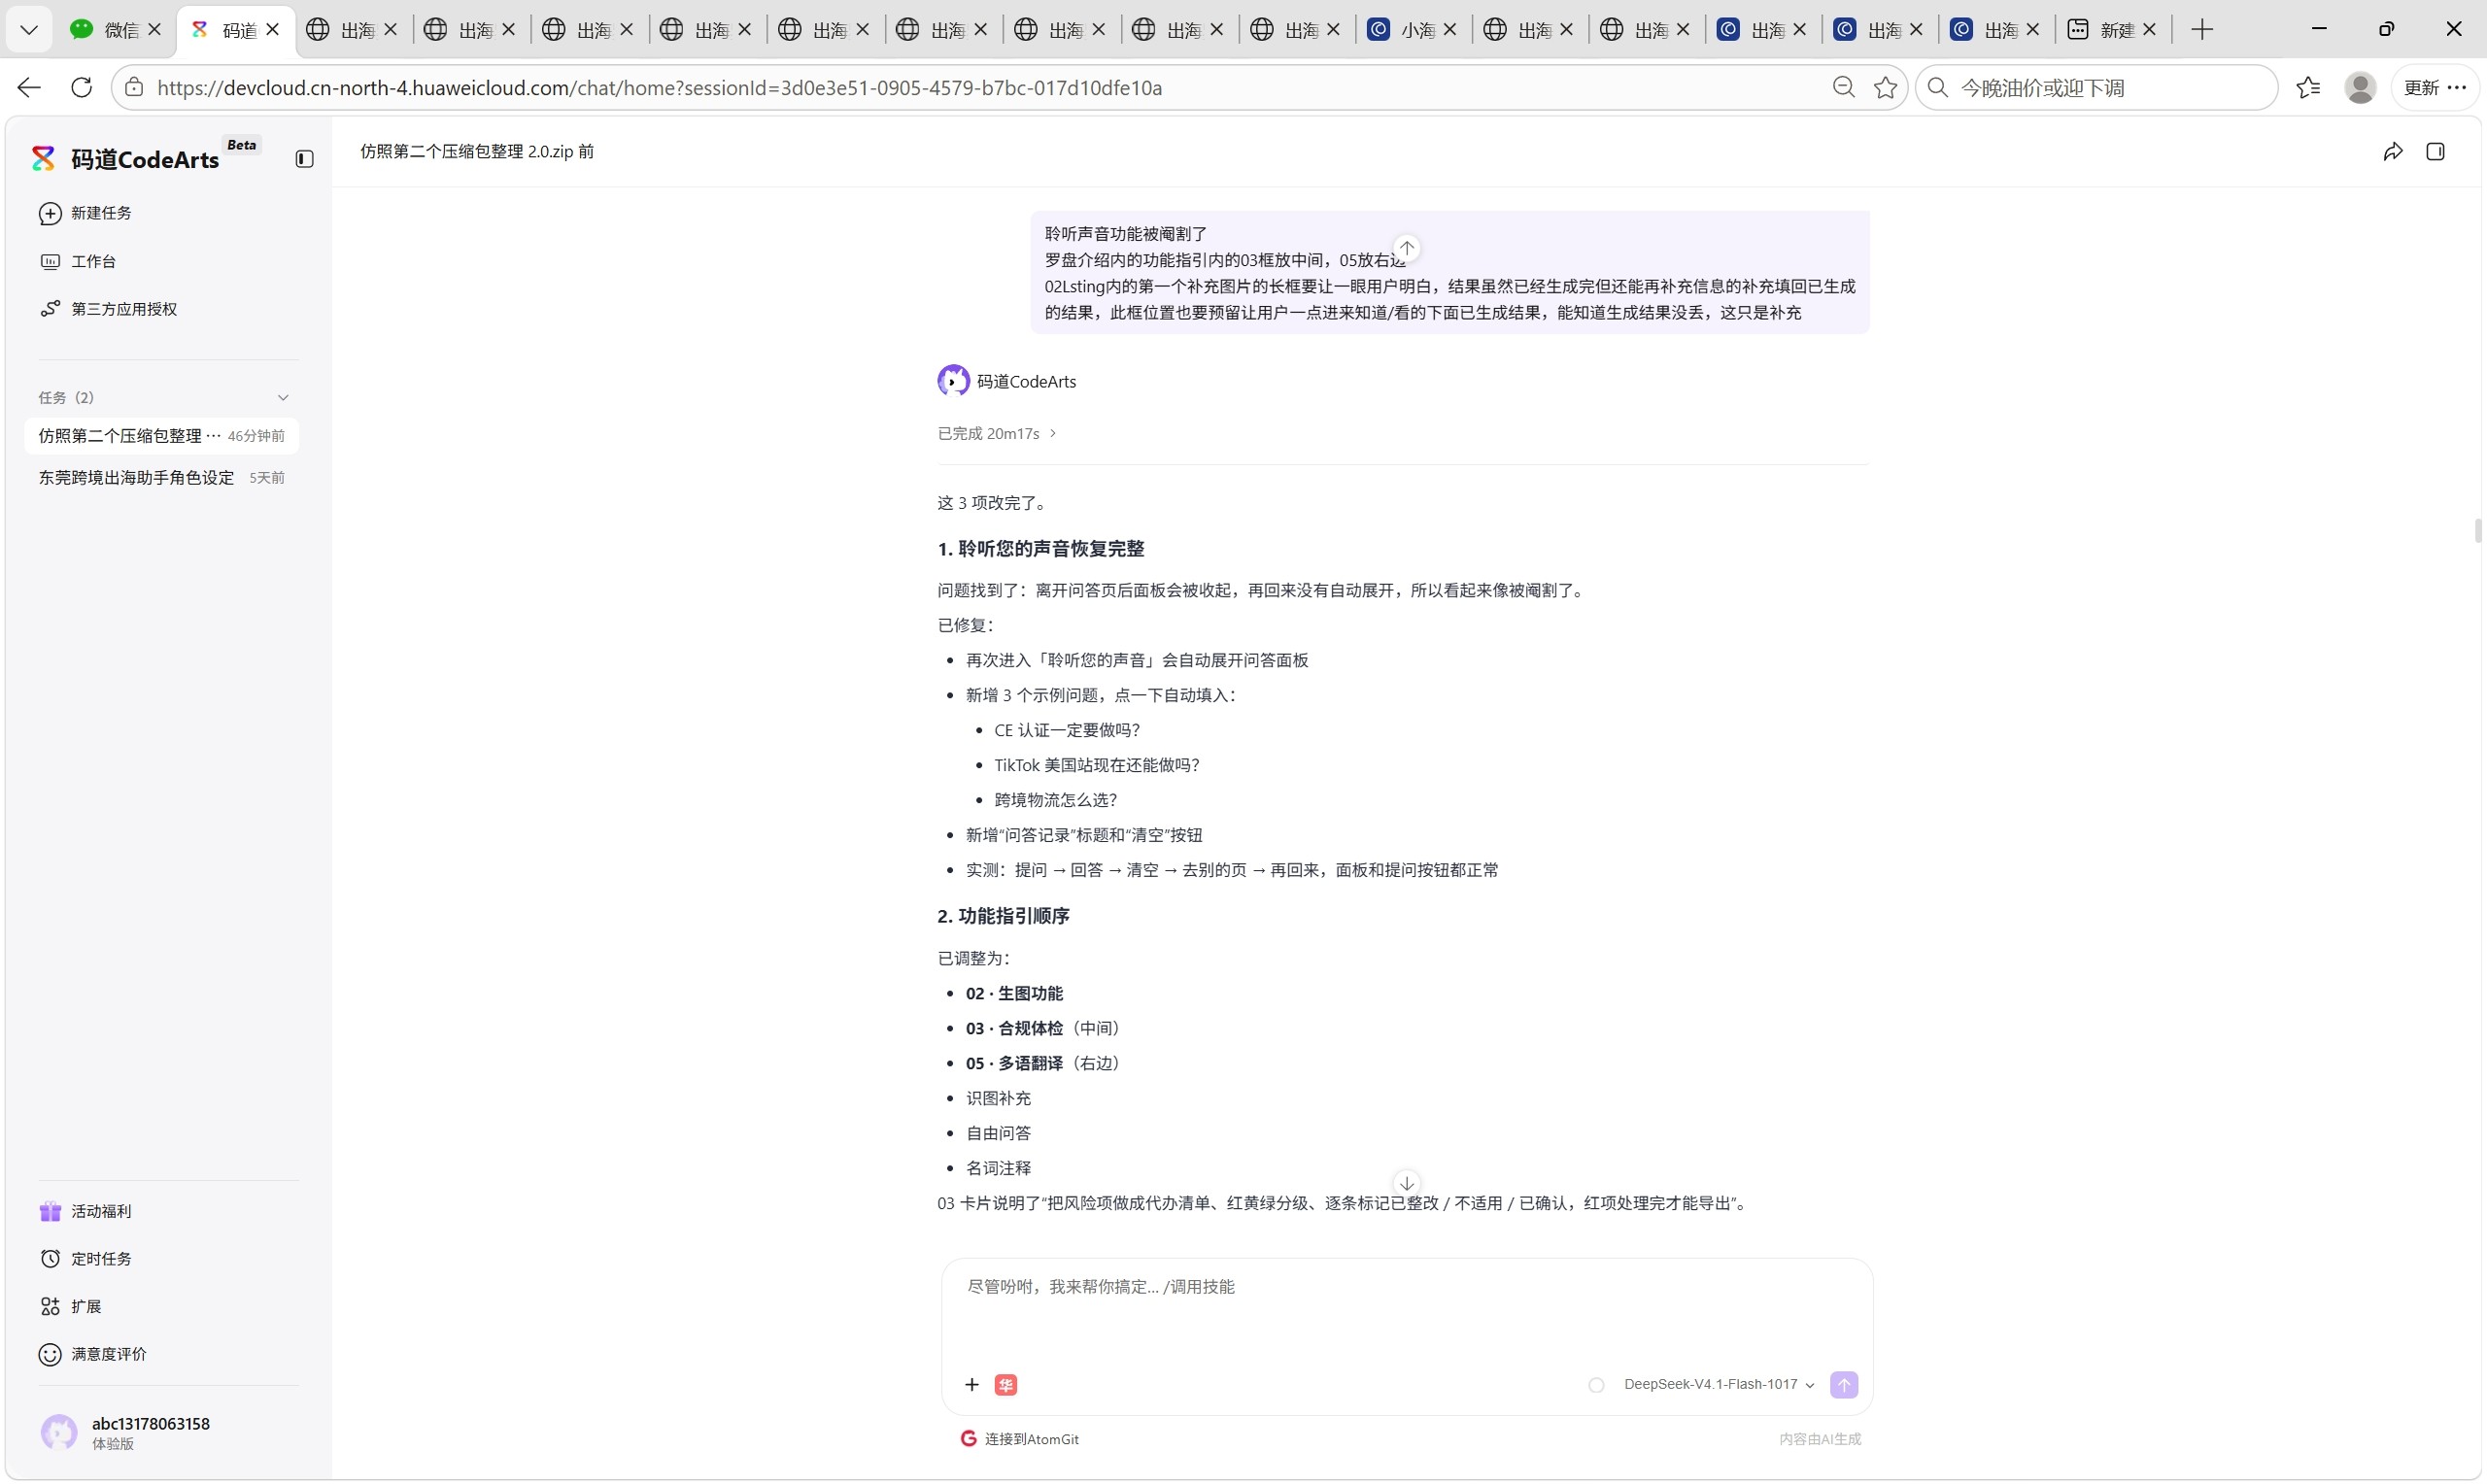 微信
码道
出海
出海
出海
出海
出海
出海
出海
出海
出海
小海
出海
出海
出海
出海
出海
新建
https://devcloud.cn-north-4.huaweicloud.com/chat/home?sessionId=3d0e3e51-0905-4579-b7bc-017d10dfe10a
今晚油价或迎下调
更新
码道CodeArts Beta
仿照第二个压缩包整理 2.0.zip 前
新建任务
工作台
第三方应用授权
任务（2）
仿照第二个压缩包整理 ··· 46分钟前
东莞跨境出海助手角色设定 5天前
活动福利
定时任务
扩展
满意度评价
abc13178063158
体验版
聆听声音功能被阉割了
罗盘介绍内的功能指引内的03框放中间，05放右边
02Lsting内的第一个补充图片的长框要让一眼用户明白，结果虽然已经生成完但还能再补充信息的补充填回已生成
的结果，此框位置也要预留让用户一点进来知道/看的下面已生成结果，能知道生成结果没丢，这只是补充
码道CodeArts
已完成 20m17s
这 3 项改完了。
1. 聆听您的声音恢复完整
问题找到了：离开问答页后面板会被收起，再回来没有自动展开，所以看起来像被阉割了。
已修复：
再次进入「聆听您的声音」会自动展开问答面板
新增 3 个示例问题，点一下自动填入：
CE 认证一定要做吗？
TikTok 美国站现在还能做吗？
跨境物流怎么选？
新增“问答记录”标题和“清空”按钮
实测：提问 → 回答 → 清空 → 去别的页 → 再回来，面板和提问按钮都正常
2. 功能指引顺序
已调整为：
02 · 生图功能
03 · 合规体检（中间）
05 · 多语翻译（右边）
识图补充
自由问答
名词注释
03 卡片说明了“把风险项做成代办清单、红黄绿分级、逐条标记已整改 / 不适用 / 已确认，红项处理完才能导出”。
尽管吩咐，我来帮你搞定... /调用技能
华
DeepSeek-V4.1-Flash-1017
连接到AtomGit
内容由AI生成